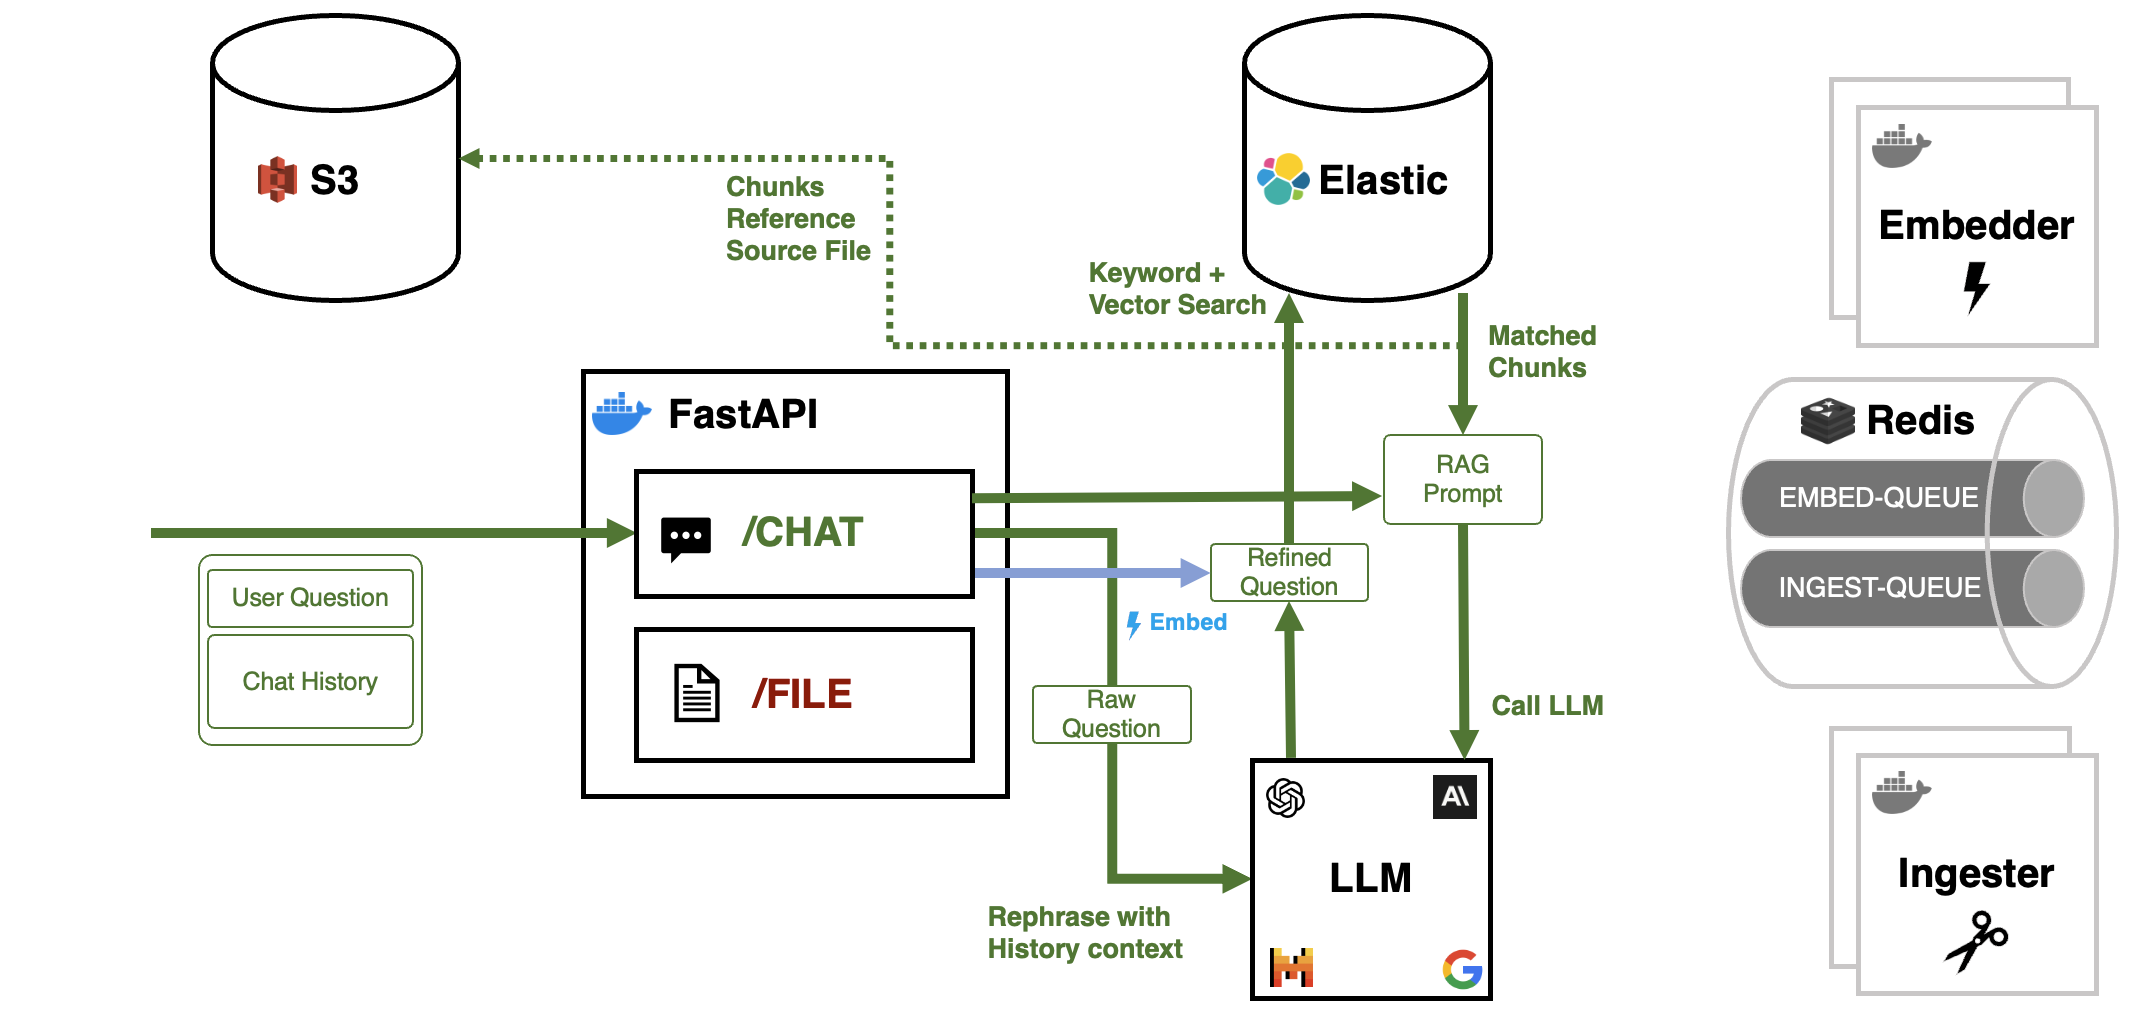 S3
Elastic
Chunks
Reference
Source File
Keyword +
Vector Search
Matched
Chunks
Embedder
FastAPI
/CHAT
/FILE
User Question
Chat History
RAG
Prompt
Refined
Question
Embed
Raw
Question
Call LLM
Rephrase with
History context
LLM
AI
Redis
EMBED-QUEUE
INGEST-QUEUE
Ingester